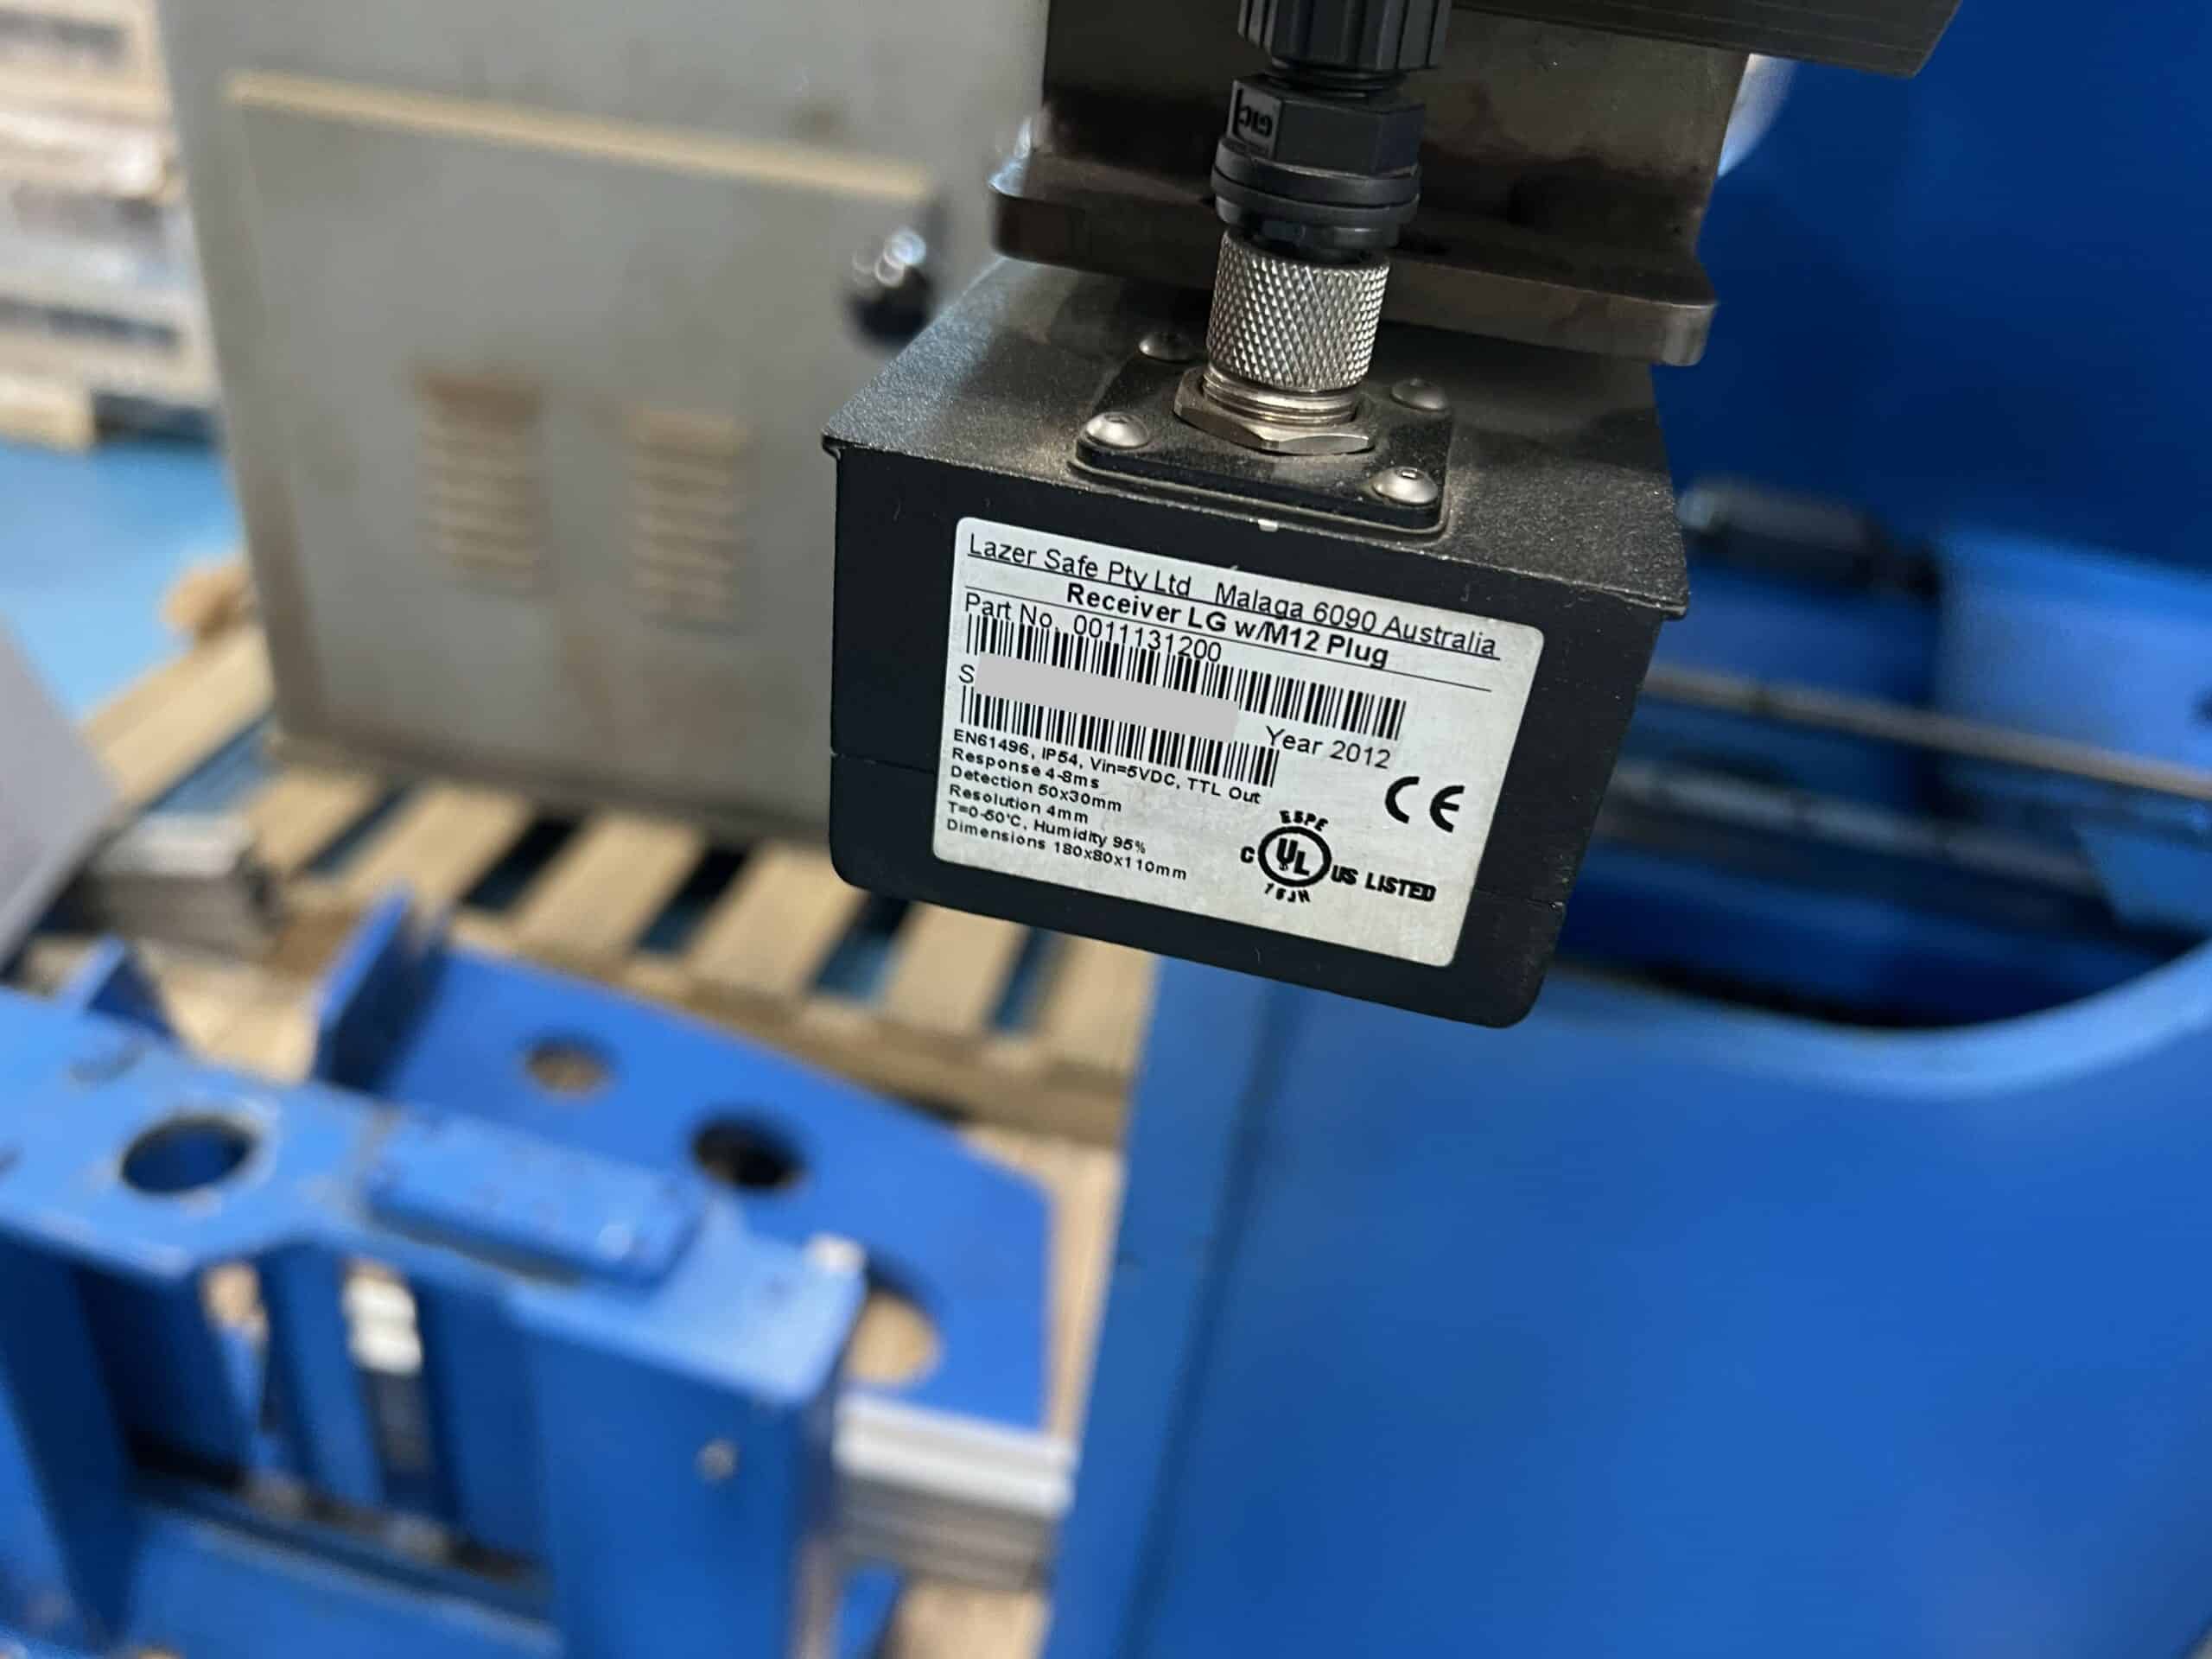 Lazer Safe Pty Ltd Malaga 6090 Australia
Receiver LG w/M12 Plug
Part No. 0011131200
S
Year 2012
EN61496, IP54, Vin=5VDC, TTL Out
Response 4-8ms
Detection 50x30mm
Resolution 4mm
T=0-50°C, Humidity 95%
Dimensions 180x80x110mm
CE
ESPE
C UL US LISTED
76JN